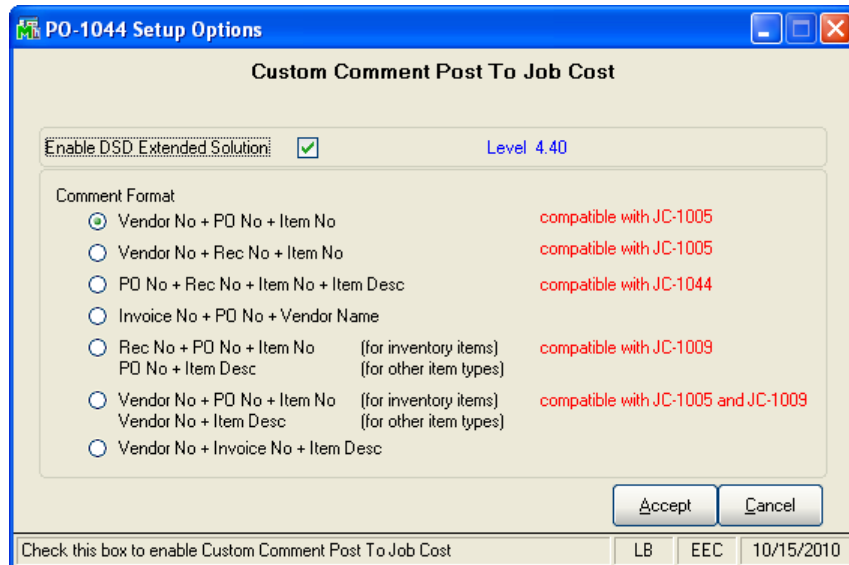 PO-1044 Setup Options
Custom Comment Post To Job Cost
Enable DSD Extended Solution Level 4.40
Comment Format
Vendor No + PO No + Item No compatible with JC-1005
Vendor No + Rec No + Item No compatible with JC-1005
PO No + Rec No + Item No + Item Desc compatible with JC-1044
Invoice No + PO No + Vendor Name
Rec No + PO No + Item No (for inventory items) compatible with JC-1009
PO No + Item Desc (for other item types)
Vendor No + PO No + Item No (for inventory items) compatible with JC-1005 and JC-1009
Vendor No + Item Desc (for other item types)
Vendor No + Invoice No + Item Desc
Accept Cancel
Check this box to enable Custom Comment Post To Job Cost LB EEC 10/15/2010